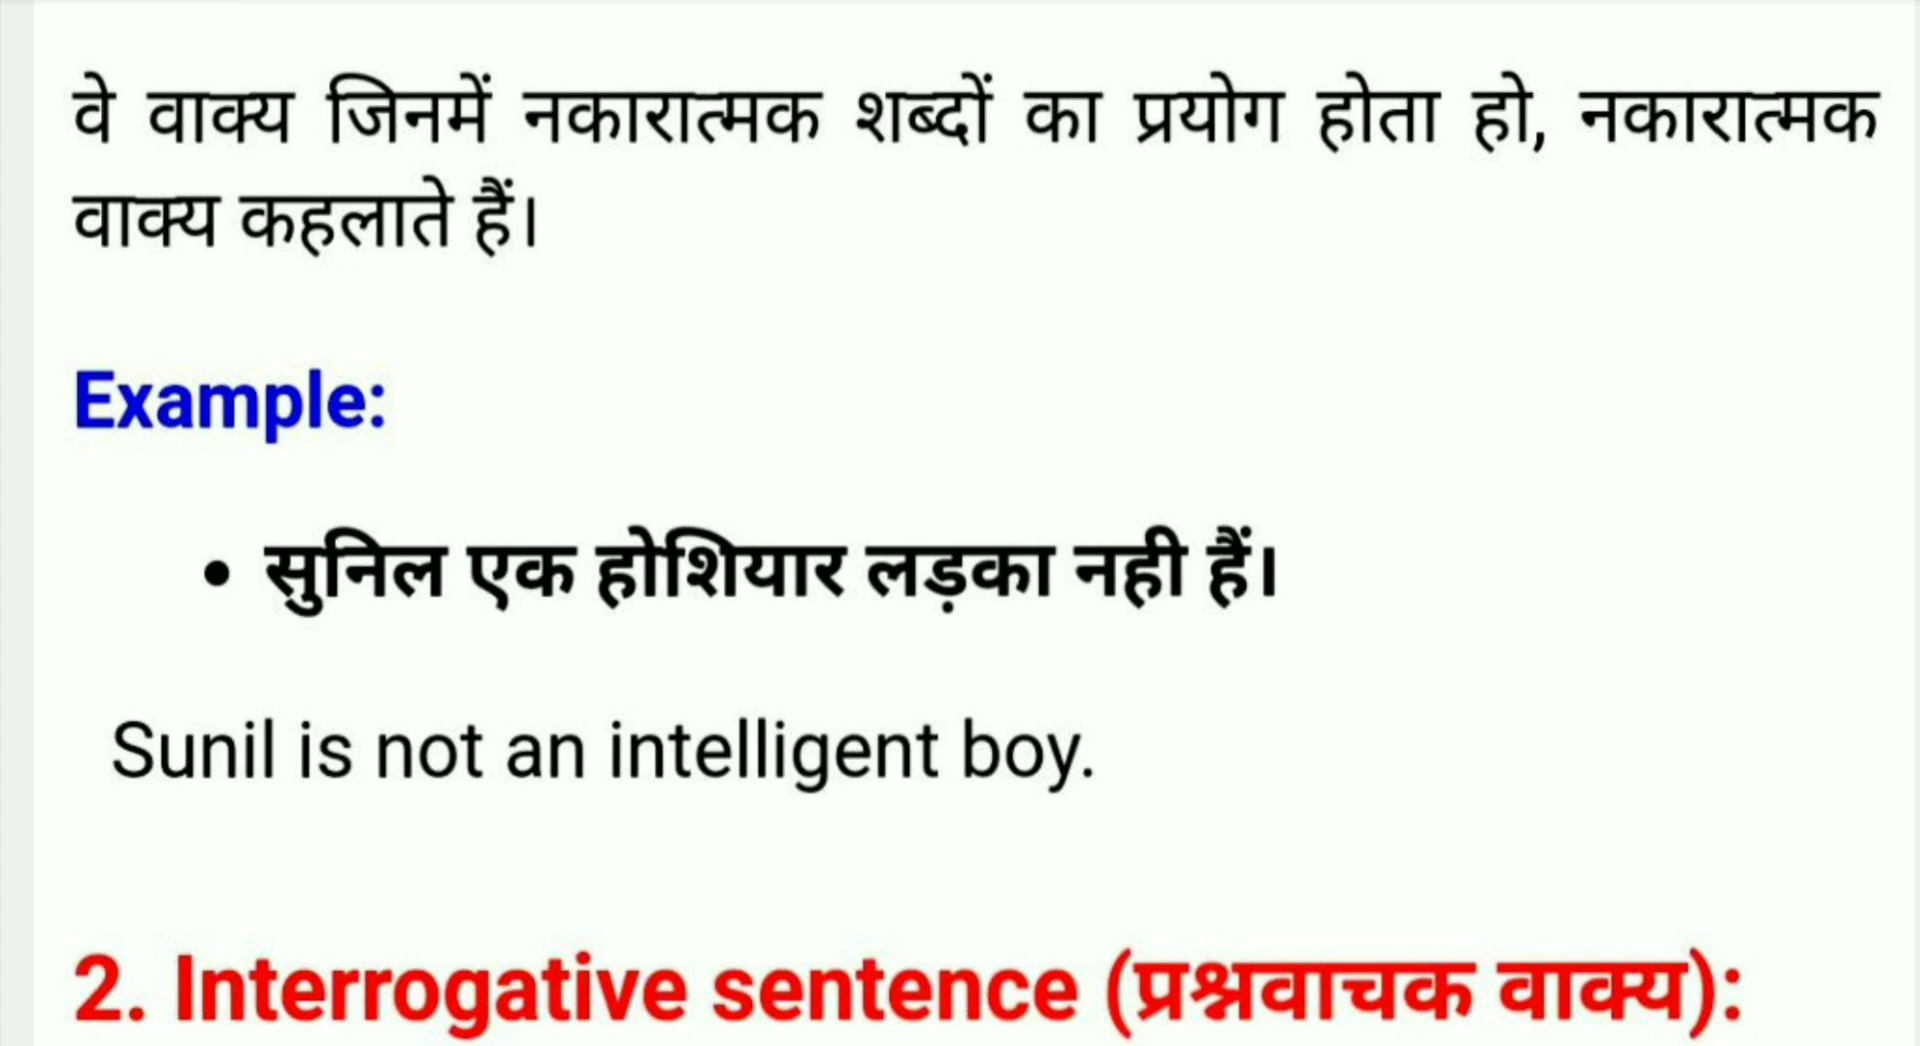 वे वाक्य जिनमें नकारात्मक शब्दों का प्रयोग होता हो, नकारात्मक
वाक्य कहलाते हैं।
Example:
• सुनिल एक होशियार लड़का नही हैं।
Sunil is not an intelligent boy.
2. Interrogative sentence (प्रश्नवाचक वाक्य):